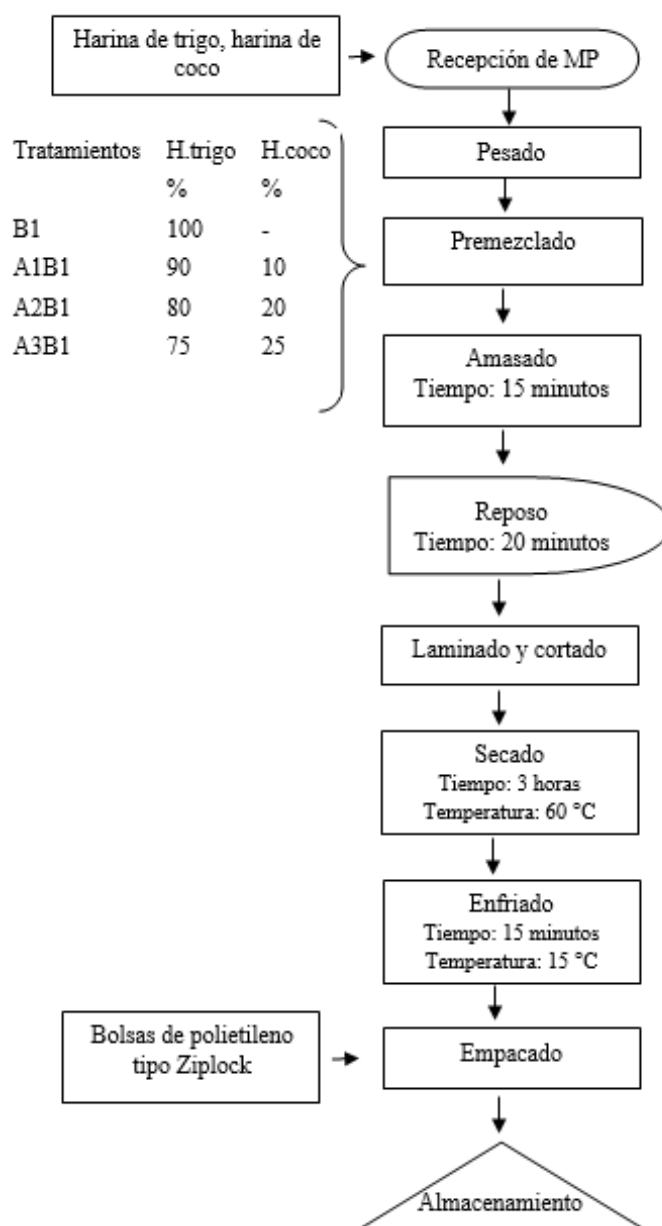 Harina de trigo, harina de
coco
Recepción de MP
Tratamientos H.trigo H.coco
% %
B1 100 -
A1B1 90 10
A2B1 80 20
A3B1 75 25
Pesado
Premezclado
Amasado
Tiempo: 15 minutos
Reposo
Tiempo: 20 minutos
Laminado y cortado
Secado
Tiempo: 3 horas
Temperatura: 60 °C
Enfriado
Tiempo: 15 minutos
Temperatura: 15 °C
Bolsas de polietileno
tipo Ziplock
Empacado
Almacenamiento